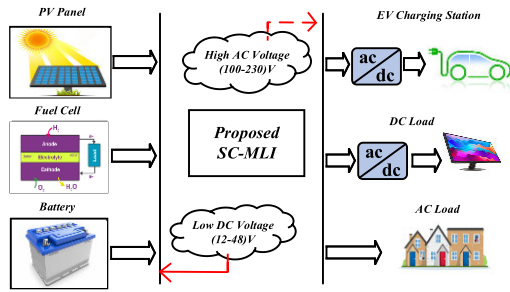 PV Panel
EV Charging Station
High AC Voltage
(100-230)V
ac
dc
Fuel Cell
H₂
Anode
Electrolyte
Cathode
Load
O₂
H₂O
Proposed
SC-MLI
DC Load
ac
dc
Battery
Low DC Voltage
(12-48)V
AC Load